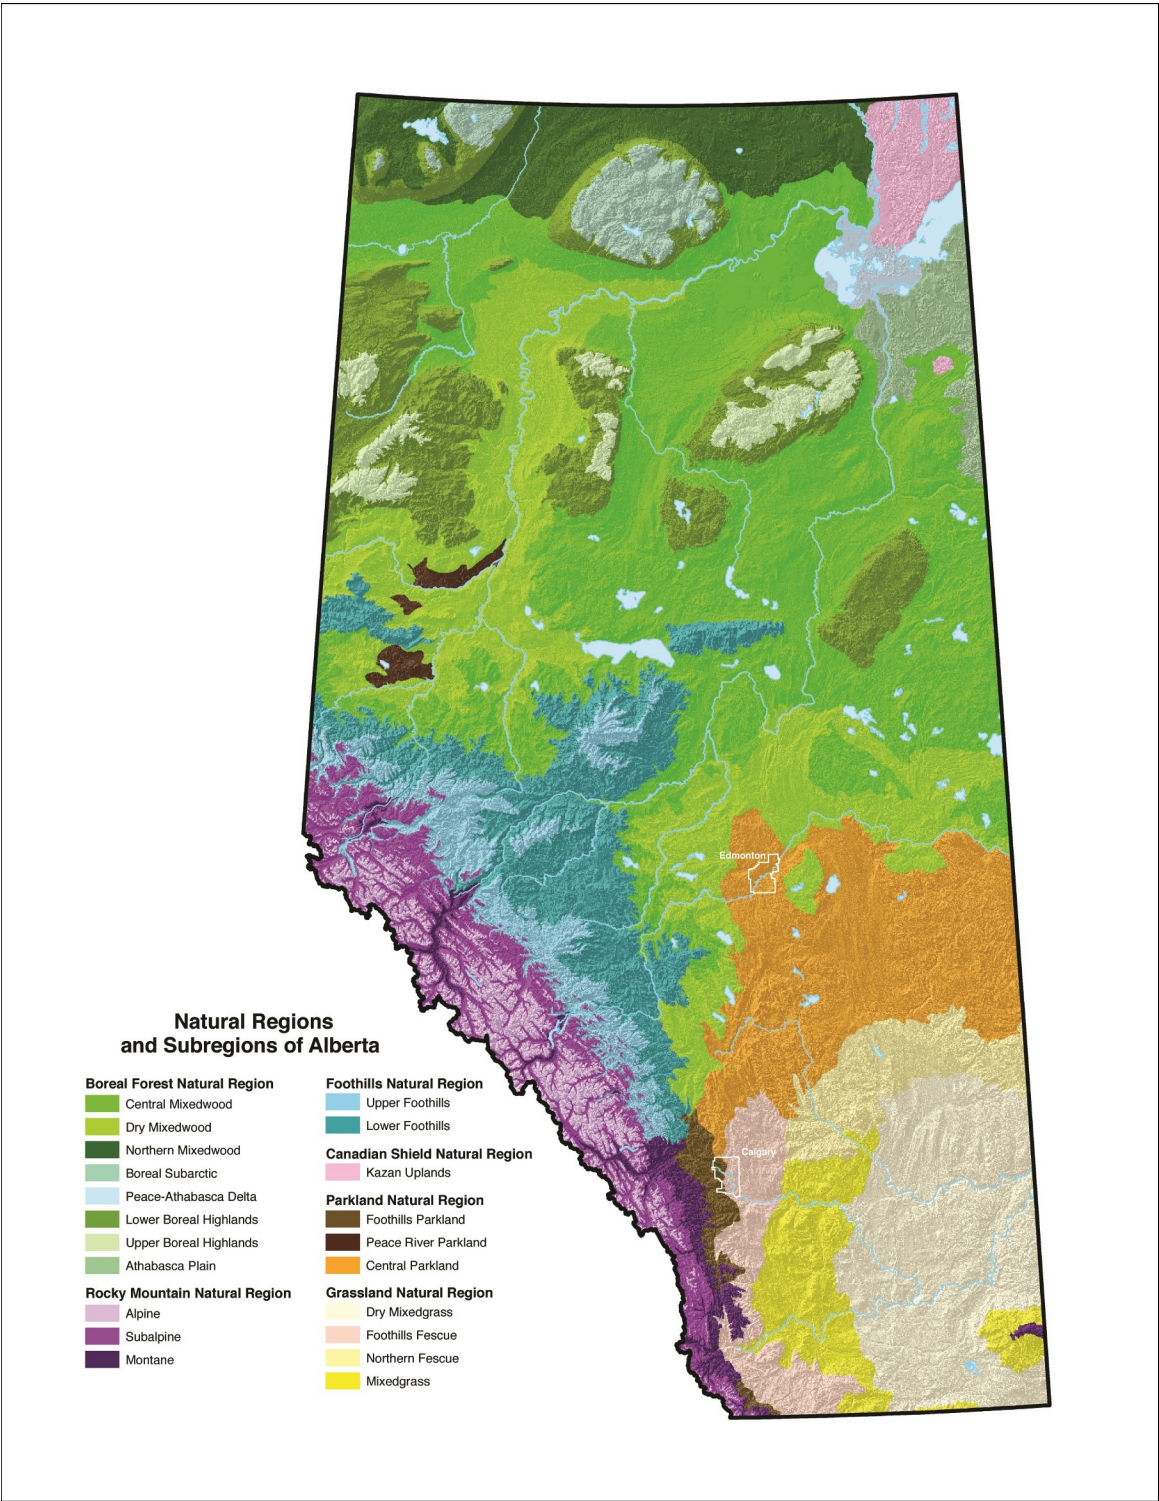 Edmonton
Calgary
Natural Regions
and Subregions of Alberta
Boreal Forest Natural Region
Central Mixedwood
Dry Mixedwood
Northern Mixedwood
Boreal Subarctic
Peace-Athabasca Delta
Lower Boreal Highlands
Upper Boreal Highlands
Athabasca Plain
Rocky Mountain Natural Region
Alpine
Subalpine
Montane
Foothills Natural Region
Upper Foothills
Lower Foothills
Canadian Shield Natural Region
Kazan Uplands
Parkland Natural Region
Foothills Parkland
Peace River Parkland
Central Parkland
Grassland Natural Region
Dry Mixedgrass
Foothills Fescue
Northern Fescue
Mixedgrass